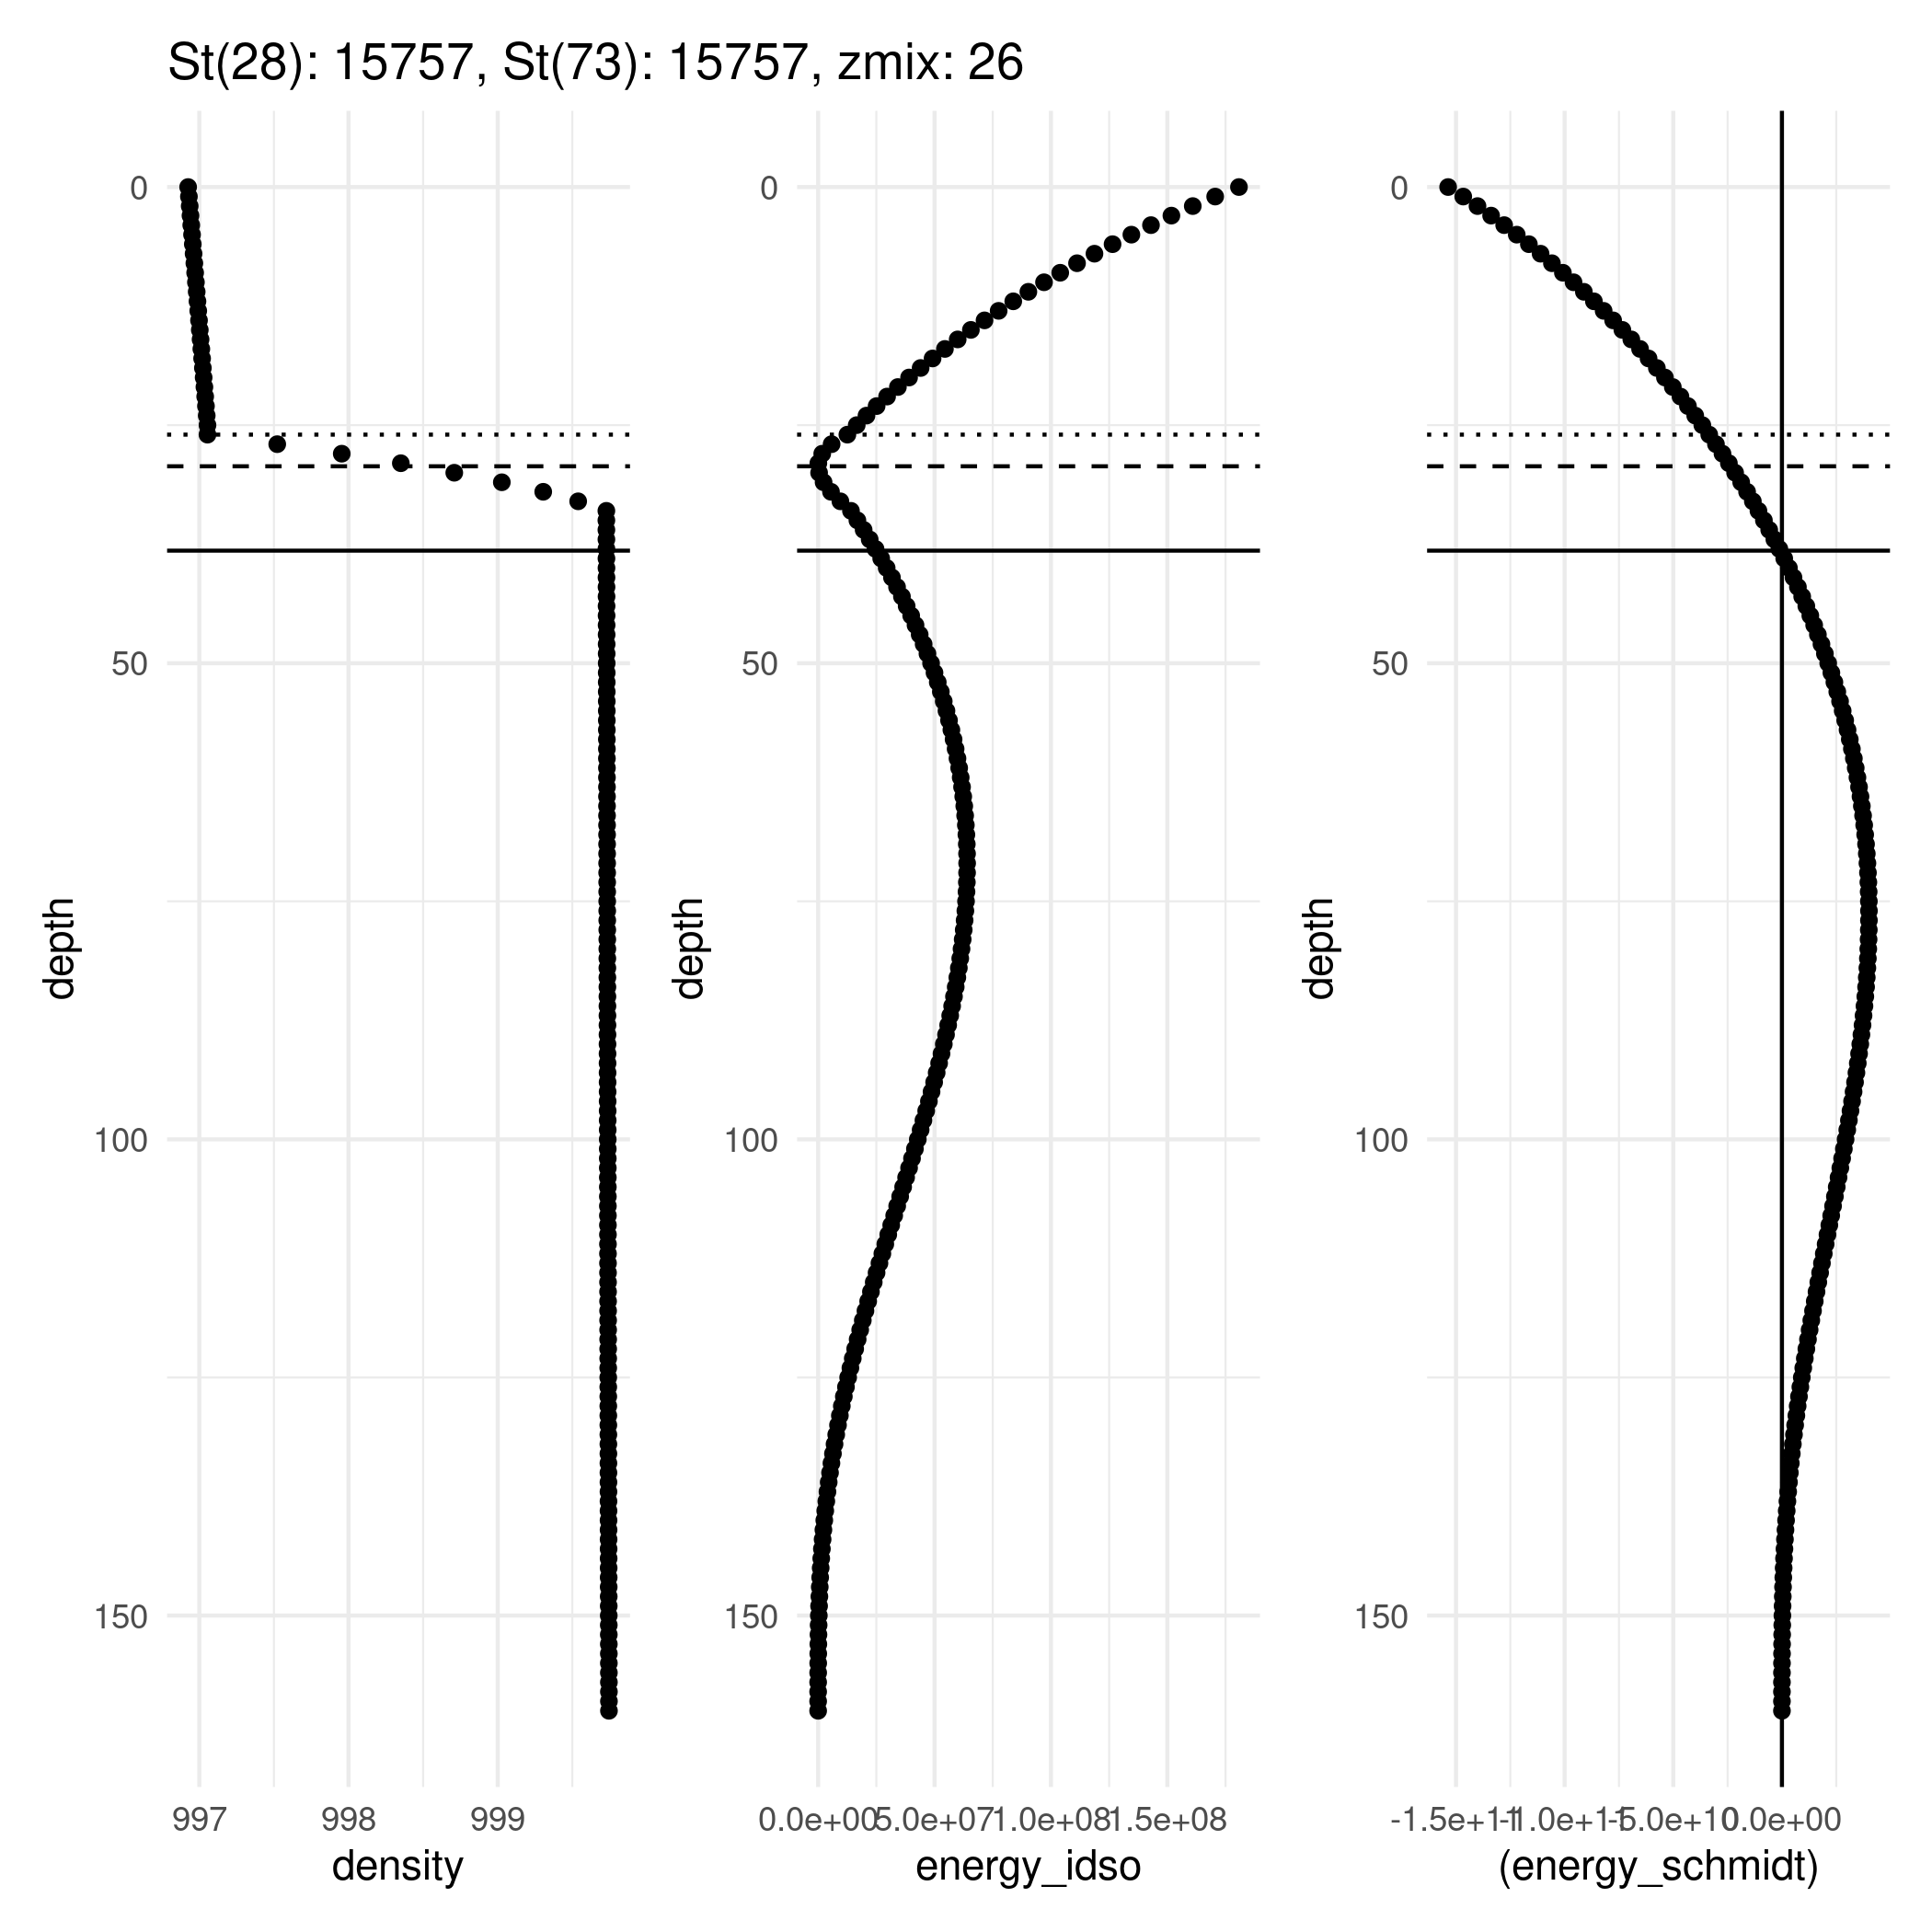 St(28): 15757, St(73): 15757, zmix: 26
0
50
100
150
depth
997 998 999
density
0
50
100
150
depth
0.0e+00 5.0e+07 1.0e+08 1.5e+08
energy_idso
0
50
100
150
depth
-1.5e+11 -1.0e+11 -5.0e+10 0.0e+00
(energy_schmidt)